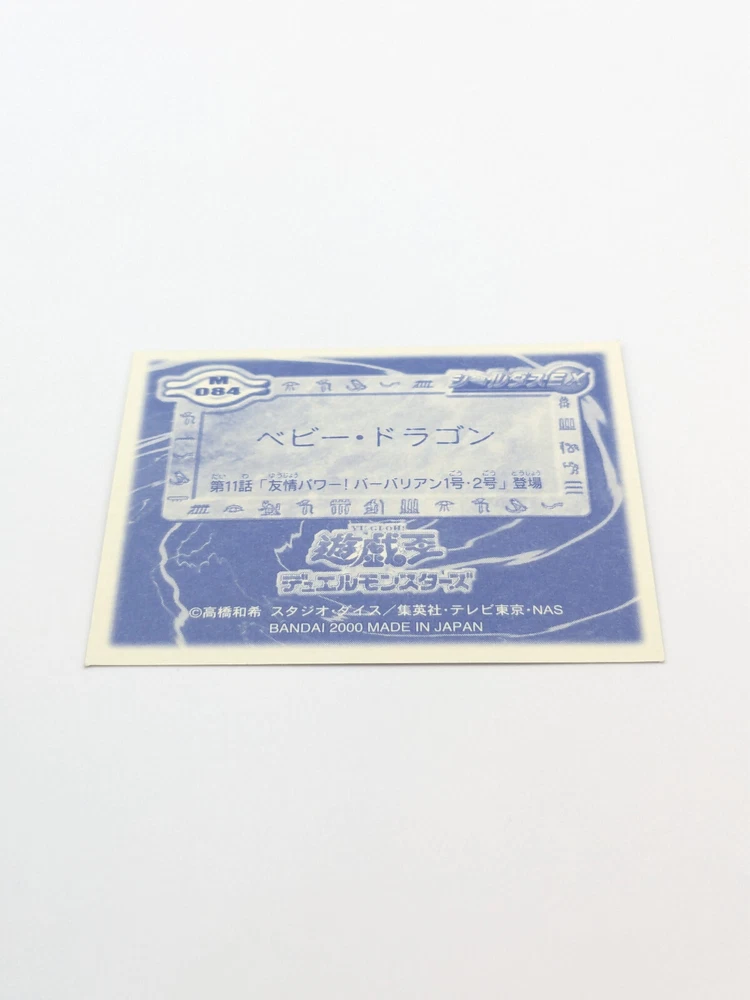 M
084
シールダスEX
ベビー・ドラゴン
第11話「友情パワー!バーバリアン1号・2号」登場
YU-GI-OH!
遊戯王
デュエルモンスターズ
©高橋和希 スタジオ・ダイス/集英社・テレビ東京・NAS
BANDAI 2000 MADE IN JAPAN